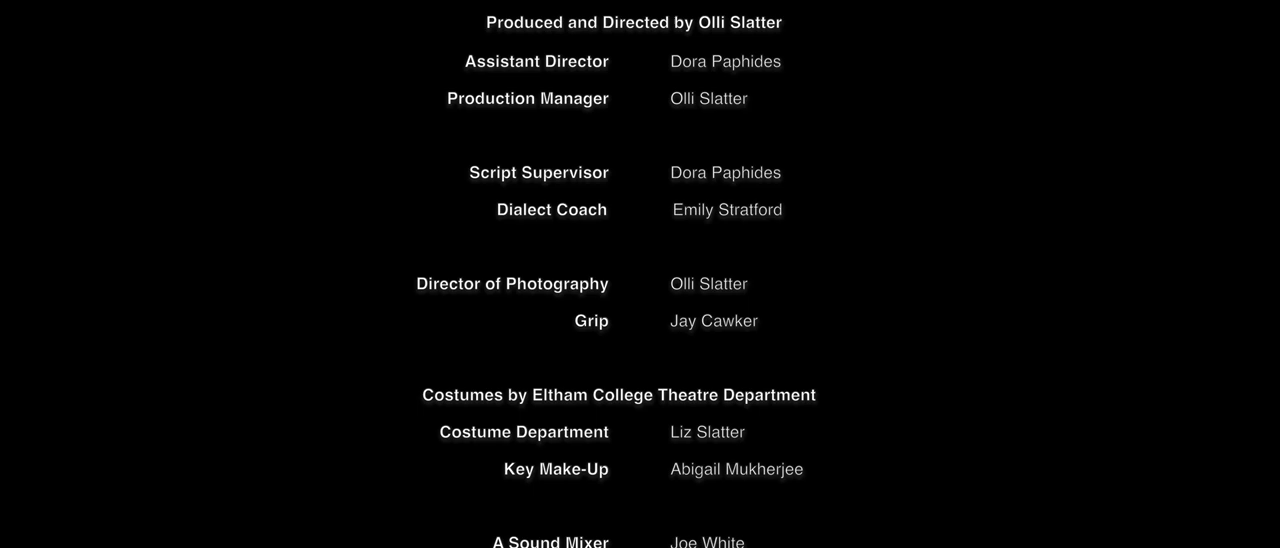 Produced and Directed by Olli Slatter
Assistant Director Dora Paphides
Production Manager Olli Slatter
Script Supervisor Dora Paphides
Dialect Coach Emily Stratford
Director of Photography Olli Slatter
Grip Jay Cawker
Costumes by Eltham College Theatre Department
Costume Department Liz Slatter
Key Make-Up Abigail Mukherjee
A Sound Mixer Joe White